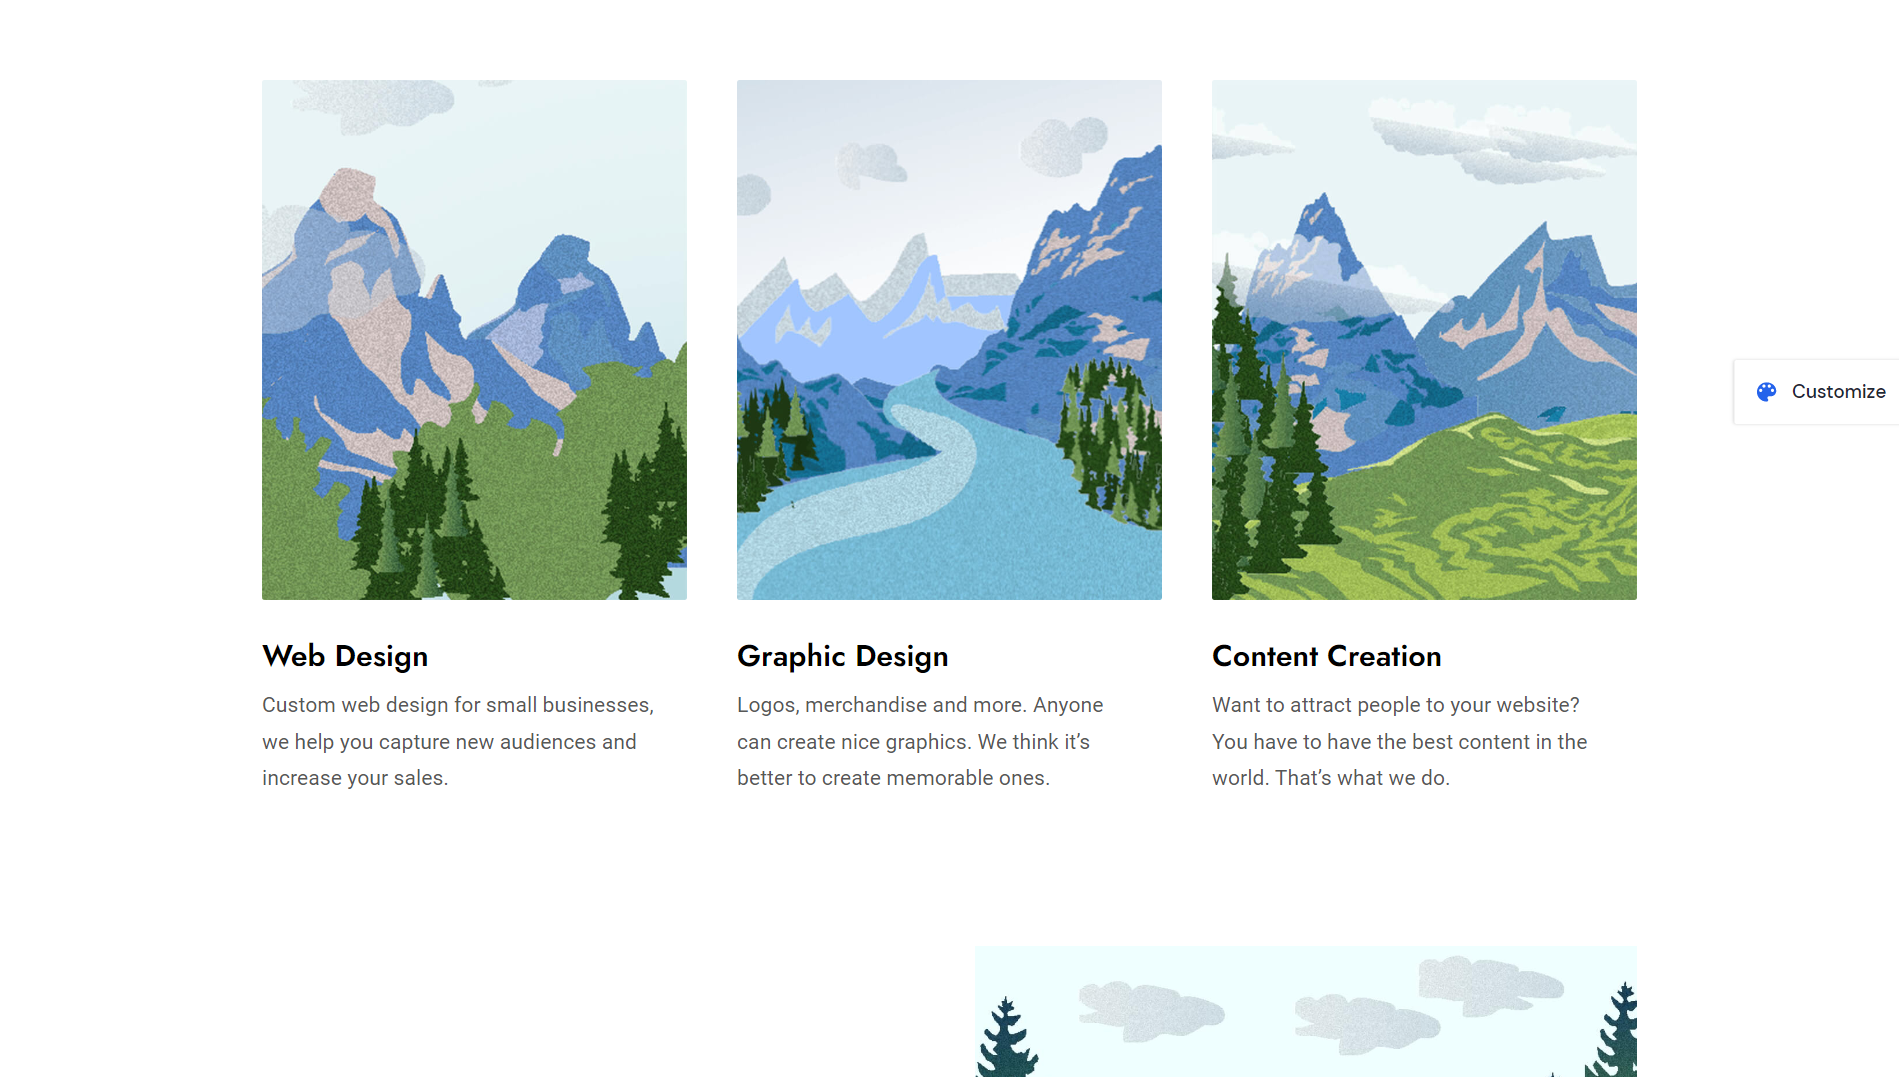 Customize
Web Design
Custom web design for small businesses,
we help you capture new audiences and
increase your sales.
Graphic Design
Logos, merchandise and more. Anyone
can create nice graphics. We think it’s
better to create memorable ones.
Content Creation
Want to attract people to your website?
You have to have the best content in the
world. That’s what we do.